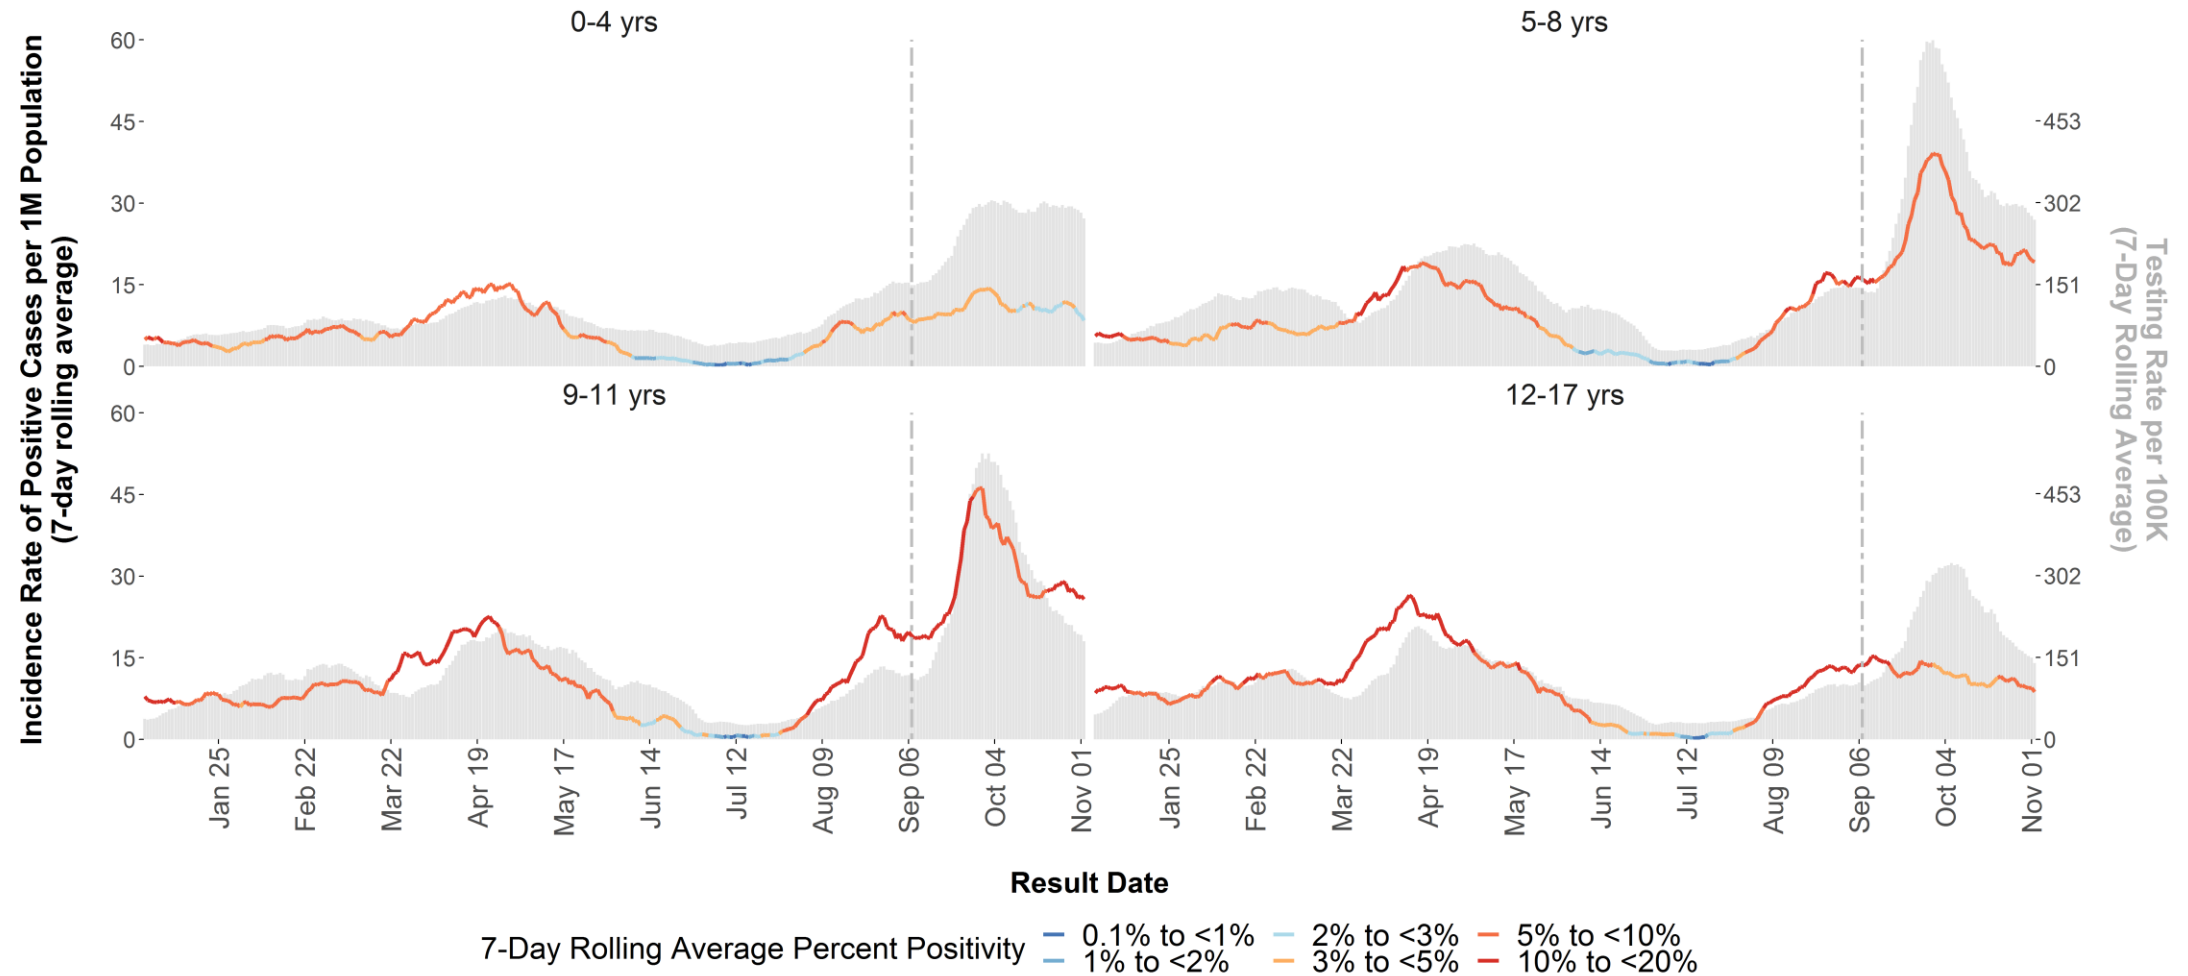 0-4 yrs
5-8 yrs
60
45
30
15
0
453
302
151
0
9-11 yrs
12-17 yrs
60
45
30
15
0
453
302
151
0
Incidence Rate of Positive Cases per 1M Population
(7-day rolling average)
Testing Rate per 100K
(7-Day Rolling Average)
Jan 25
Feb 22
Mar 22
Apr 19
May 17
Jun 14
Jul 12
Aug 09
Sep 06
Oct 04
Nov 01
Jan 25
Feb 22
Mar 22
Apr 19
May 17
Jun 14
Jul 12
Aug 09
Sep 06
Oct 04
Nov 01
Result Date
7-Day Rolling Average Percent Positivity
0.1% to <1%
2% to <3%
5% to <10%
1% to <2%
3% to <5%
10% to <20%